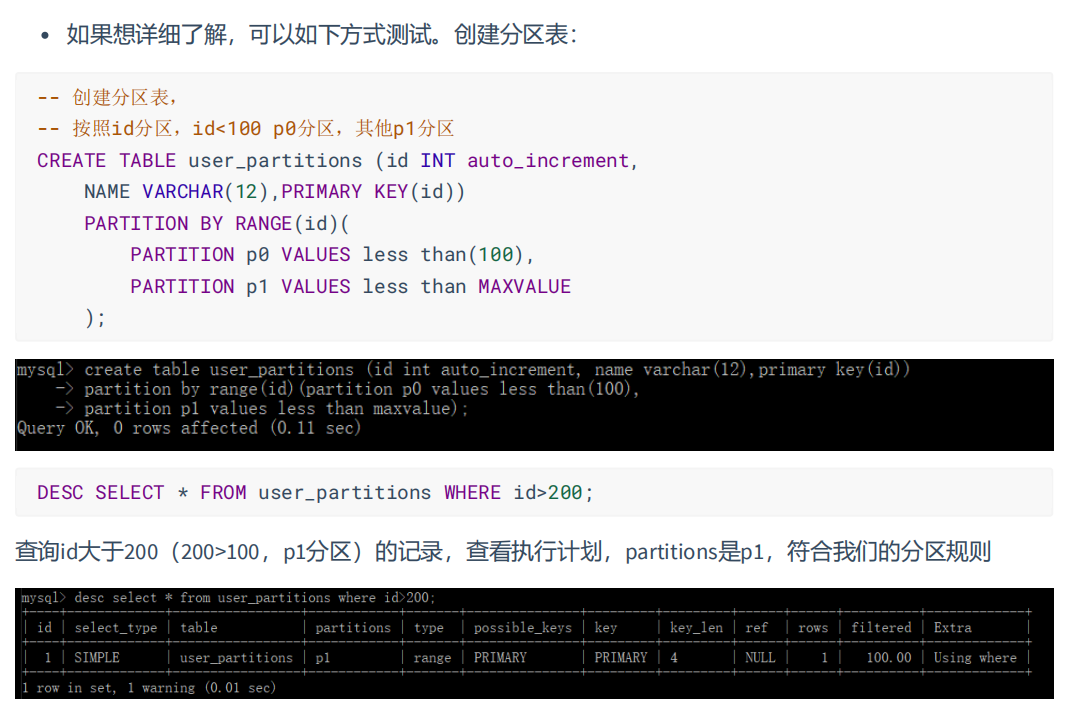 • 如果想详细了解，可以如下方式测试。创建分区表：
-- 创建分区表，
-- 按照id分区，id<100 p0分区，其他p1分区
CREATE TABLE user_partitions (id INT auto_increment,
    NAME VARCHAR(12),PRIMARY KEY(id))
    PARTITION BY RANGE(id)(
        PARTITION p0 VALUES less than(100),
        PARTITION p1 VALUES less than MAXVALUE
    );
mysql> create table user_partitions (id int auto_increment, name varchar(12),primary key(id))
    -> partition by range(id)(partition p0 values less than(100),
    -> partition p1 values less than maxvalue);
Query OK, 0 rows affected (0.11 sec)
DESC SELECT * FROM user_partitions WHERE id>200;
查询id大于200（200>100，p1分区）的记录，查看执行计划，partitions是p1，符合我们的分区规则
mysql> desc select * from user_partitions where id>200;
| id | select_type | table | partitions | type | possible_keys | key | key_len | ref | rows | filtered | Extra |
| 1 | SIMPLE | user_partitions | p1 | range | PRIMARY | PRIMARY | 4 | NULL | 1 | 100.00 | Using where |
1 row in set, 1 warning (0.01 sec)